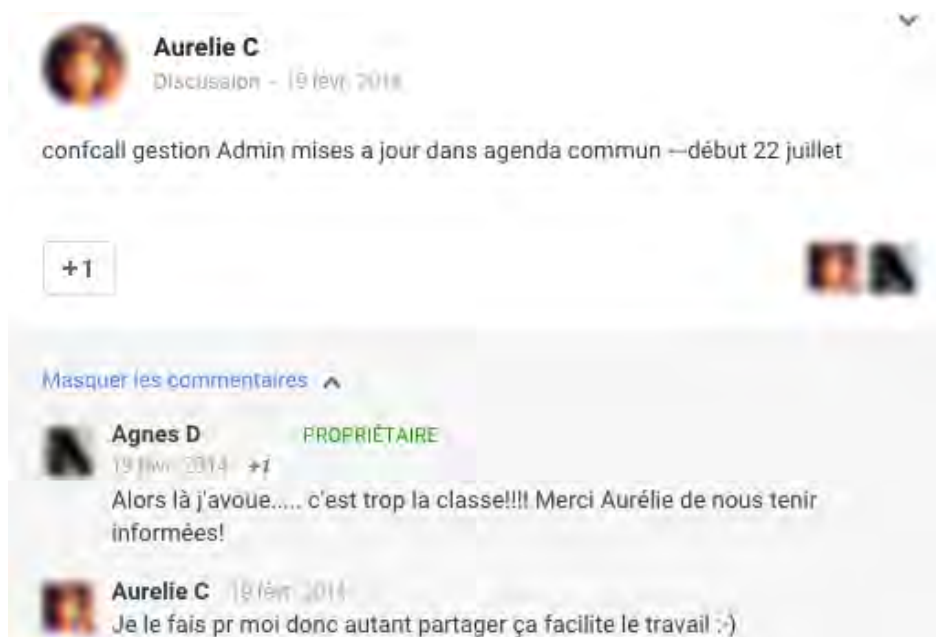 Aurelie C
Discussion - 19 févr. 2014
confcall gestion Admin mises a jour dans agenda commun —début 22 juillet
+1
Masquer les commentaires
Agnes D PROPRIÉTAIRE
19 févr. 2014 +1
Alors là j'avoue..... c'est trop la classe!!!! Merci Aurélie de nous tenir
informées!
Aurelie C 19 févr. 2014
Je le fais pr moi donc autant partager ça facilite le travail :-)